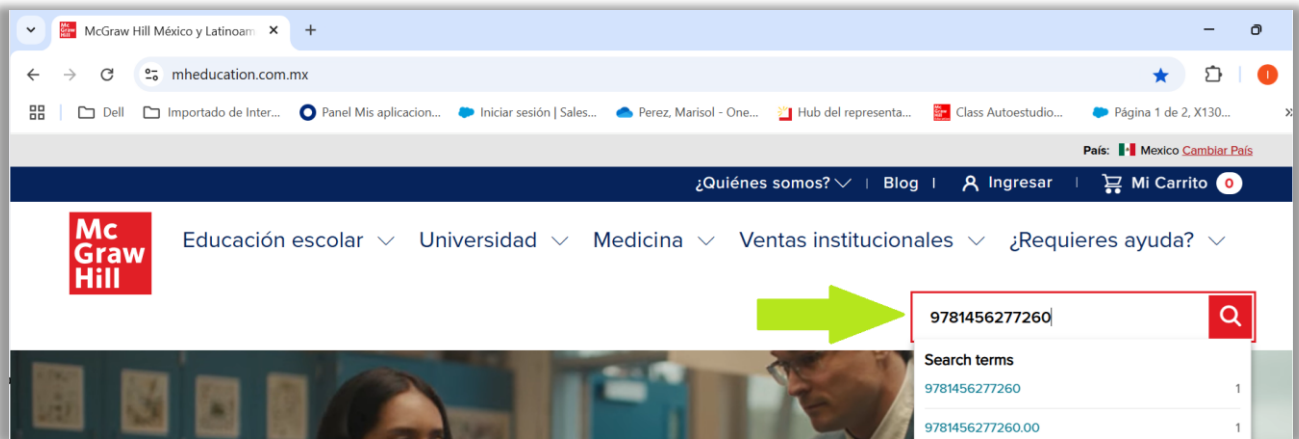 McGraw Hill México y Latinoam
mheducation.com.mx
Dell Importado de Inter... Panel Mis aplicacion... Iniciar sesión | Sales... Perez, Marisol - One... Hub del representa... Class Autoestudio... Página 1 de 2, X130... »
País: Mexico Cambiar País
¿Quiénes somos? | Blog | Ingresar | Mi Carrito 0
Mc
Graw
Hill
Educación escolar Universidad Medicina Ventas institucionales ¿Requieres ayuda?
9781456277260
Search terms
9781456277260 1
9781456277260.00 1